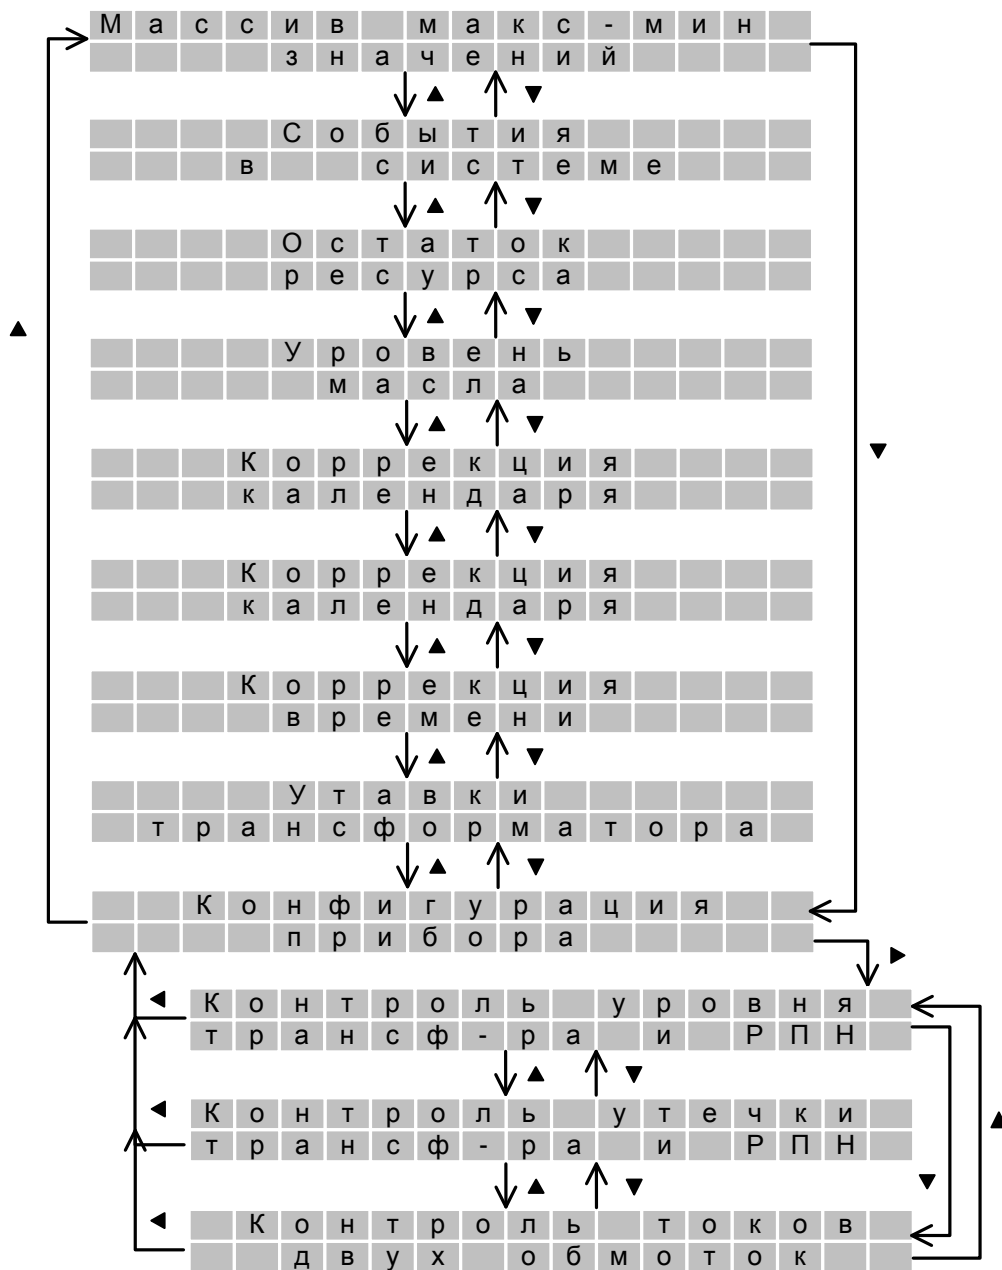 Массив макс-мин
значений
События
в системе
Остаток
ресурса
Уровень
масла
Коррекция
календаря
Коррекция
календаря
Коррекция
времени
Утавки
трансформатора
Конфигурация
прибора
Контроль уровня
трансф-ра и РПН
Контроль утечки
трансф-ра и РПН
Контроль токов
двух обмоток